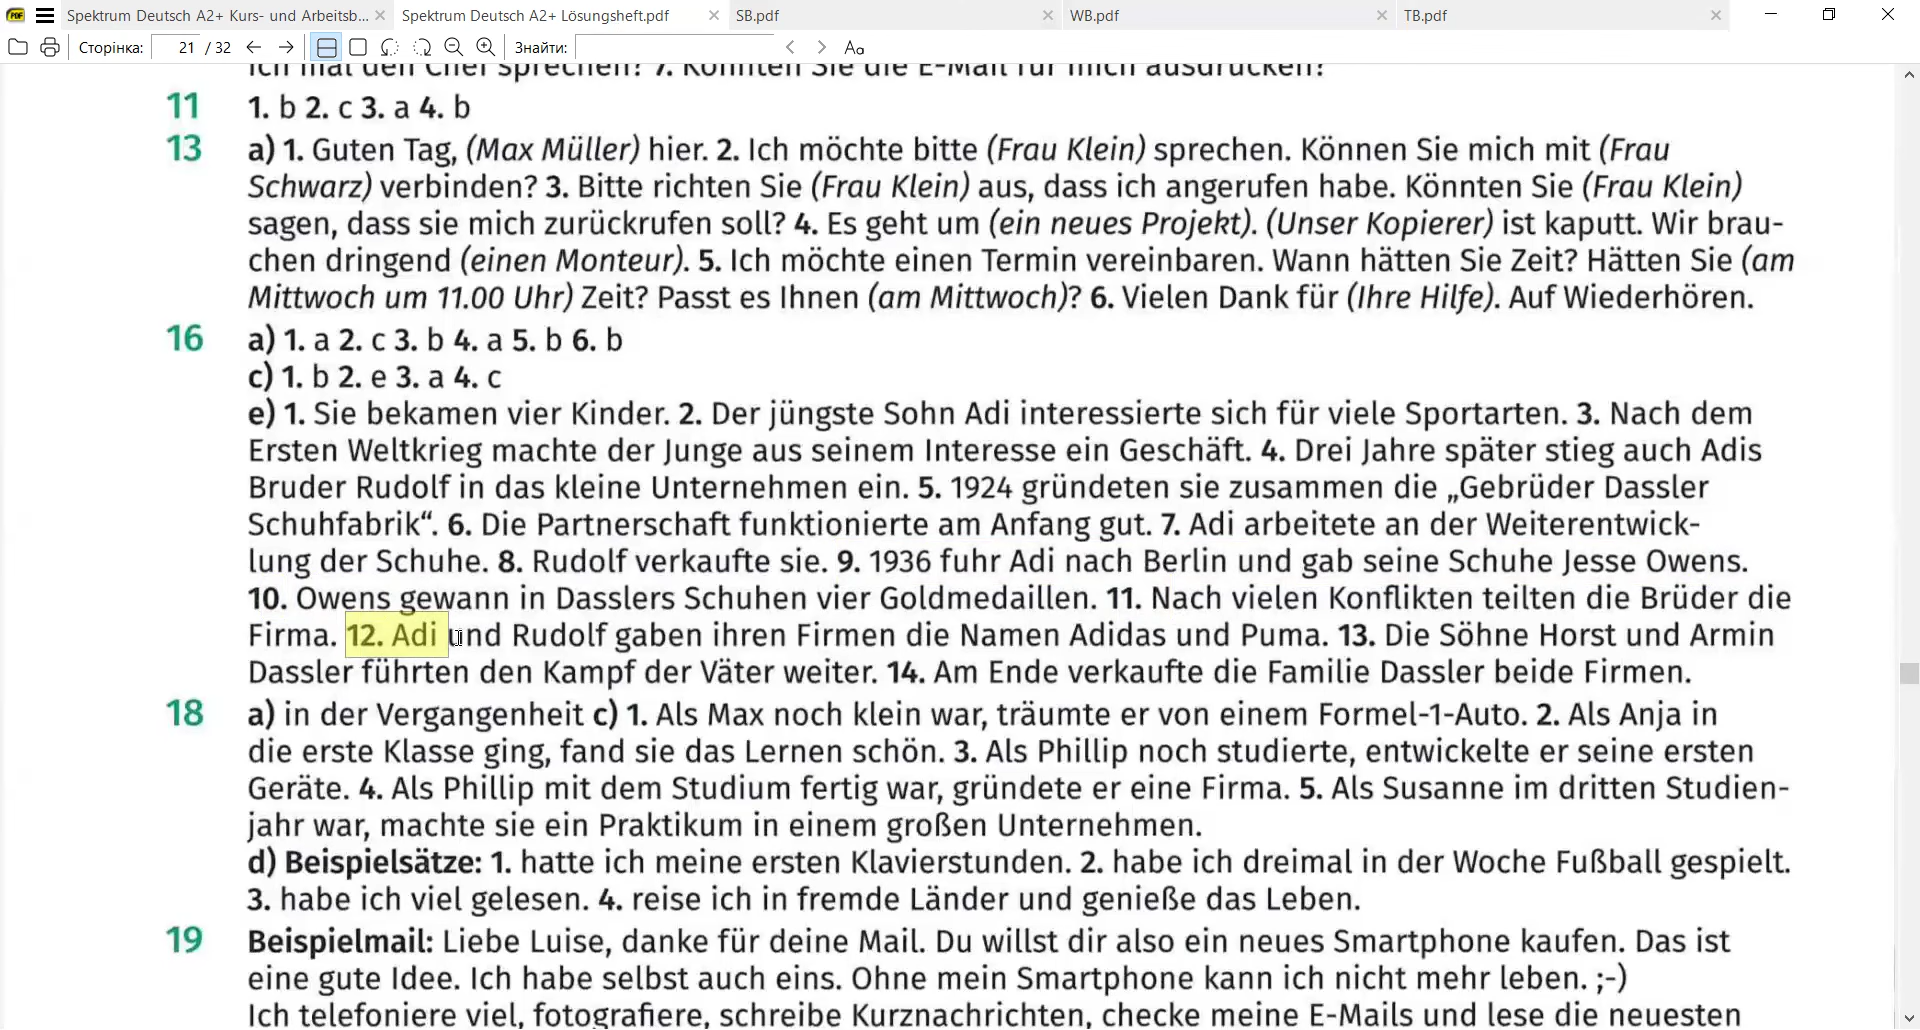 Spektrum Deutsch A2+ Kurs- und Arbeitsb... Spektrum Deutsch A2+ Lösungsheft.pdf SB.pdf WB.pdf TB.pdf
Сторінка: 21 / 32 Знайти: Aa
ich mal den Chef sprechen? 7. Könnten Sie die E-Mail für mich ausdrucken?
11 1. b 2. c 3. a 4. b
13 a) 1. Guten Tag, (Max Müller) hier. 2. Ich möchte bitte (Frau Klein) sprechen. Können Sie mich mit (Frau
Schwarz) verbinden? 3. Bitte richten Sie (Frau Klein) aus, dass ich angerufen habe. Könnten Sie (Frau Klein)
sagen, dass sie mich zurückrufen soll? 4. Es geht um (ein neues Projekt). (Unser Kopierer) ist kaputt. Wir brau-
chen dringend (einen Monteur). 5. Ich möchte einen Termin vereinbaren. Wann hätten Sie Zeit? Hätten Sie (am
Mittwoch um 11.00 Uhr) Zeit? Passt es Ihnen (am Mittwoch)? 6. Vielen Dank für (Ihre Hilfe). Auf Wiederhören.
16 a) 1. a 2. c 3. b 4. a 5. b 6. b
c) 1. b 2. e 3. a 4. c
e) 1. Sie bekamen vier Kinder. 2. Der jüngste Sohn Adi interessierte sich für viele Sportarten. 3. Nach dem
Ersten Weltkrieg machte der Junge aus seinem Interesse ein Geschäft. 4. Drei Jahre später stieg auch Adis
Bruder Rudolf in das kleine Unternehmen ein. 5. 1924 gründeten sie zusammen die „Gebrüder Dassler
Schuhfabrik“. 6. Die Partnerschaft funktionierte am Anfang gut. 7. Adi arbeitete an der Weiterentwick-
lung der Schuhe. 8. Rudolf verkaufte sie. 9. 1936 fuhr Adi nach Berlin und gab seine Schuhe Jesse Owens.
10. Owens gewann in Dasslers Schuhen vier Goldmedaillen. 11. Nach vielen Konflikten teilten die Brüder die
Firma. 12. Adi und Rudolf gaben ihren Firmen die Namen Adidas und Puma. 13. Die Söhne Horst und Armin
Dassler führten den Kampf der Väter weiter. 14. Am Ende verkaufte die Familie Dassler beide Firmen.
18 a) in der Vergangenheit c) 1. Als Max noch klein war, träumte er von einem Formel-1-Auto. 2. Als Anja in
die erste Klasse ging, fand sie das Lernen schön. 3. Als Phillip noch studierte, entwickelte er seine ersten
Geräte. 4. Als Phillip mit dem Studium fertig war, gründete er eine Firma. 5. Als Susanne im dritten Studien-
jahr war, machte sie ein Praktikum in einem großen Unternehmen.
d) Beispielsätze: 1. hatte ich meine ersten Klavierstunden. 2. habe ich dreimal in der Woche Fußball gespielt.
3. habe ich viel gelesen. 4. reise ich in fremde Länder und genieße das Leben.
19 Beispielmail: Liebe Luise, danke für deine Mail. Du willst dir also ein neues Smartphone kaufen. Das ist
eine gute Idee. Ich habe selbst auch eins. Ohne mein Smartphone kann ich nicht mehr leben. ;-)
Ich telefoniere viel, fotografiere, schreibe Kurznachrichten, checke meine E-Mails und lese die neuesten